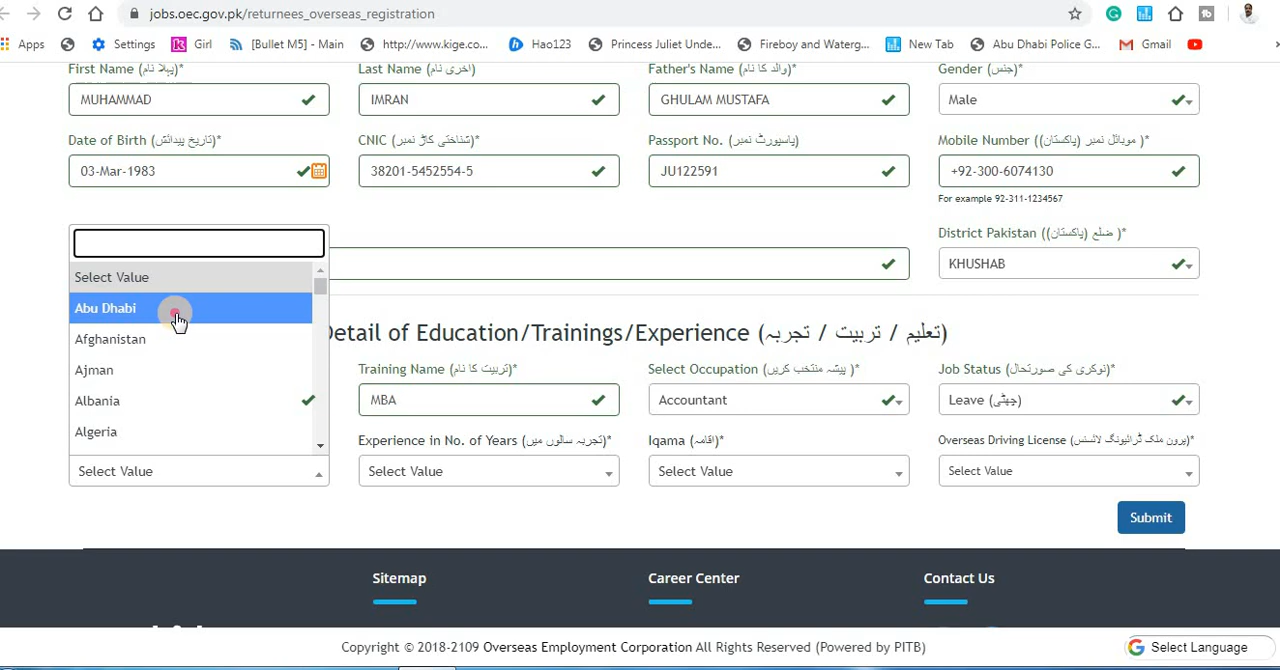 jobs.oec.gov.pk/returnees_overseas_registration
Apps Settings Girl [Bullet M5] - Main http://www.kige.co... Hao123 Princess Juliet Unde... Fireboy and Waterg... New Tab Abu Dhabi Police G... Gmail
First Name (پہلا نام)* Last Name (آخری نام) Father's Name (والد کا نام)* Gender (جنس)*
MUHAMMAD IMRAN GHULAM MUSTAFA Male
Date of Birth (تاریخ پیدائش)* CNIC (شناختی کارڈ نمبر)* Passport No. (پاسپورٹ نمبر) Mobile Number ((موبائل نمبر (پاکستان )*
03-Mar-1983 38201-5452554-5 JU122591 +92-300-6074130
For example 92-311-1234567
District Pakistan ((ضلع (پاکستان )*
KHUSHAB
Select Value
Abu Dhabi
Afghanistan
Ajman
Albania
Algeria
Detail of Education/Trainings/Experience (تعلیم / تربیت / تجربہ)
Training Name (تربیت کا نام)* Select Occupation (پیشہ منتخب کریں )* Job Status (نوکری کی صورتحال)*
MBA Accountant Leave (چھٹی)
Experience in No. of Years (تجربہ سالوں میں)* Iqama (اقامہ)* Overseas Driving License (بیرون ملک ڈرائیونگ لائسنس)*
Select Value Select Value Select Value Select Value
Submit
Sitemap Career Center Contact Us
Copyright © 2018-2109 Overseas Employment Corporation All Rights Reserved (Powered by PITB)
Select Language